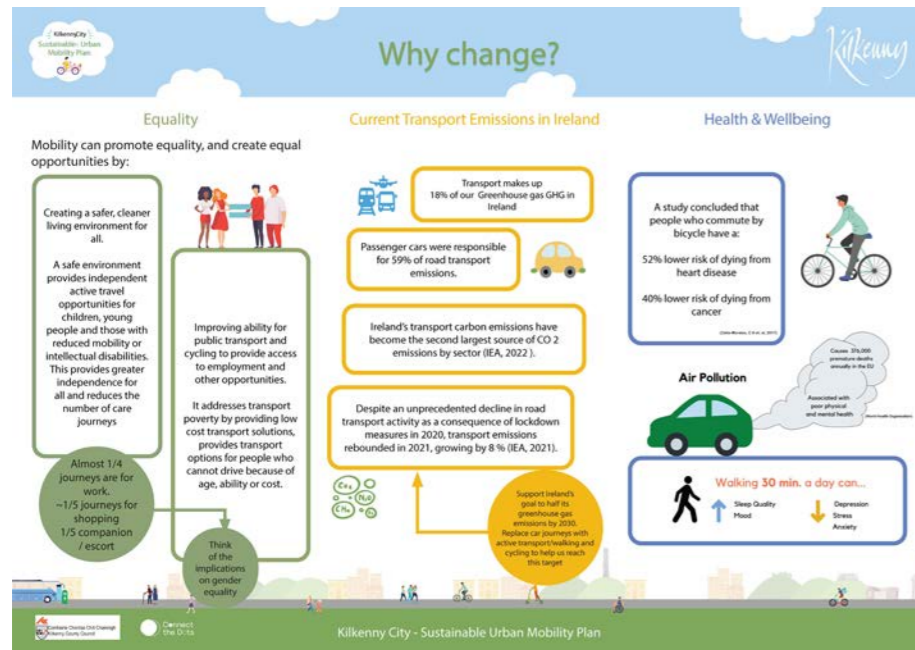 KilkennyCity
Sustainable- Urban
Mobility Plan
Why change?
Kilkenny
Equality
Mobility can promote equality, and create equal
opportunities by:
Creating a safer, cleaner
living environment for
all.
A safe environment
provides independent
active travel
opportunities for
children, young
people and those with
reduced mobility or
intellectual disabilities.
This provides greater
independence for
all and reduces the
number of care
journeys
Almost 1/4
journeys are for
work.
~1/5 journeys for
shopping
1/5 companion
/ escort
Improving ability for
public transport and
cycling to provide access
to employment and
other opportunities.
It addresses transport
poverty by providing low
cost transport solutions,
provides transport
options for people who
cannot drive because of
age, ability or cost.
Think
of the
implications
on gender
equality
Current Transport Emissions in Ireland
Transport makes up
18% of our Greenhouse gas GHG in
Ireland
Passenger cars were responsible
for 59% of road transport
emissions.
Ireland's transport carbon emissions have
become the second largest source of CO 2
emissions by sector (IEA, 2022 ).
Despite an unprecedented decline in road
transport activity as a consequence of lockdown
measures in 2020, transport emissions
rebounded in 2021, growing by 8 % (IEA, 2021).
Support Ireland's
goal to half its
greenhouse gas
emissions by 2030.
Replace car journeys with
active transport/walking and
cycling to help us reach
this target
Health & Wellbeing
A study concluded that
people who commute by
bicycle have a:
52% lower risk of dying from
heart disease
40% lower risk of dying from
cancer
Air Pollution
Causes
premature deaths
annually in the EU
Associated with
poor physical
and mental health
Walking 30 min. a day can...
Sleep Quality
Mood
Depression
Stress
Anxiety
Kilkenny County Council
Connect
the Dots
Kilkenny City - Sustainable Urban Mobility Plan